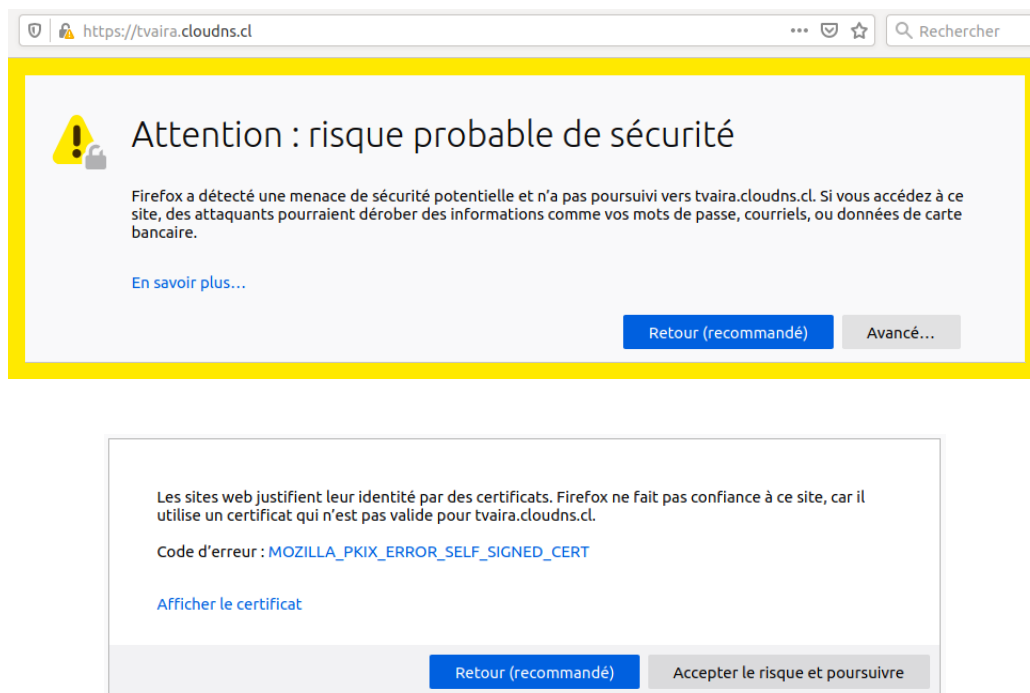 https://tvaira.cloudns.cl
Rechercher
Attention : risque probable de sécurité
Firefox a détecté une menace de sécurité potentielle et n’a pas poursuivi vers tvaira.cloudns.cl. Si vous accédez à ce
site, des attaquants pourraient dérober des informations comme vos mots de passe, courriels, ou données de carte
bancaire.
En savoir plus…
Retour (recommandé)
Avancé…
Les sites web justifient leur identité par des certificats. Firefox ne fait pas confiance à ce site, car il
utilise un certificat qui n’est pas valide pour tvaira.cloudns.cl.
Code d’erreur : MOZILLA_PKIX_ERROR_SELF_SIGNED_CERT
Afficher le certificat
Retour (recommandé)
Accepter le risque et poursuivre